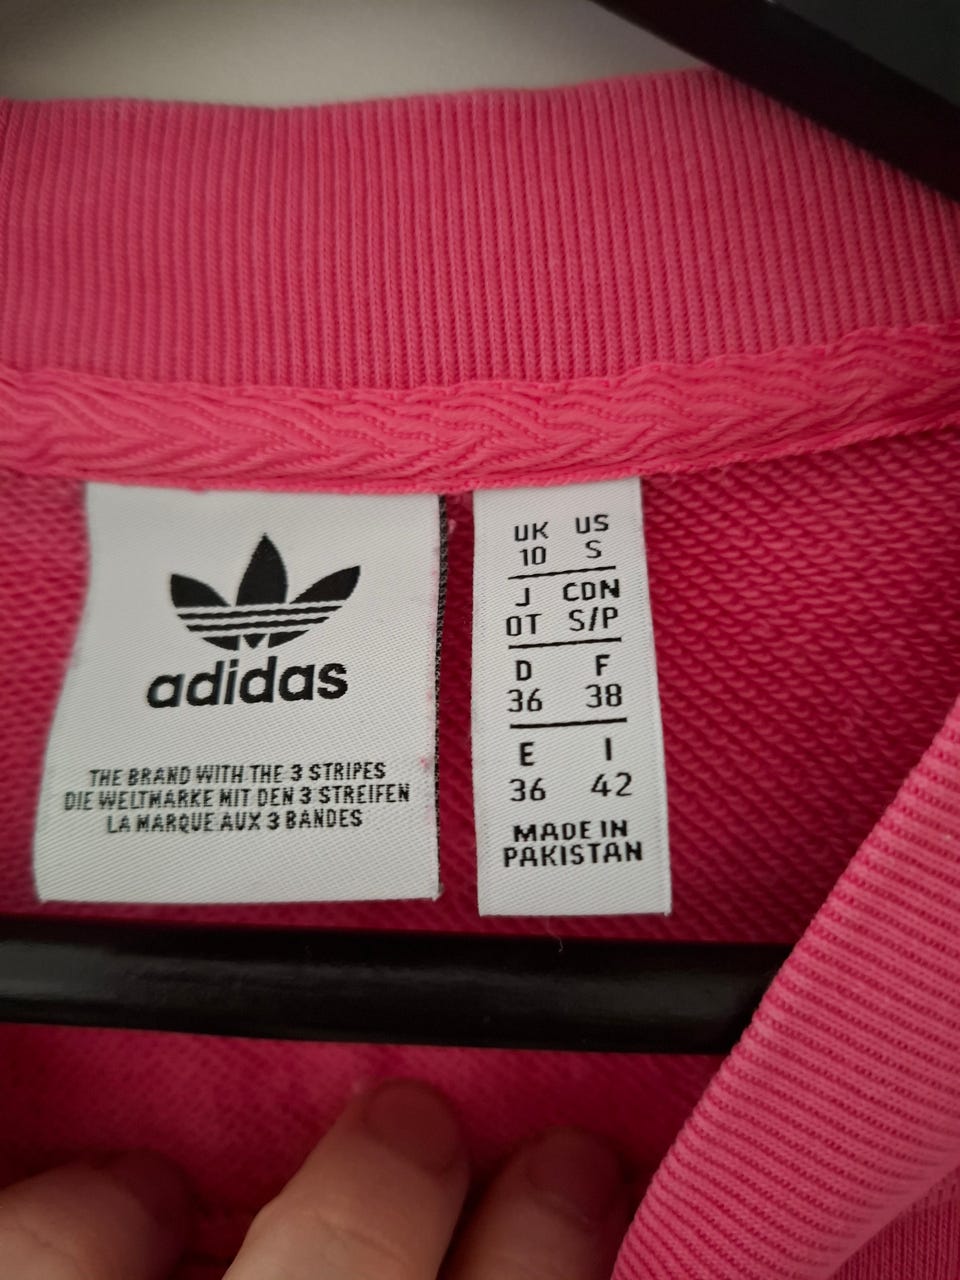 adidas
THE BRAND WITH THE 3 STRIPES
DIE WELTMARKE MIT DEN 3 STREIFEN
LA MARQUE AUX 3 BANDES
UK US
10 S
J CDN
OT S/P
D F
36 38
E I
36 42
MADE IN
PAKISTAN